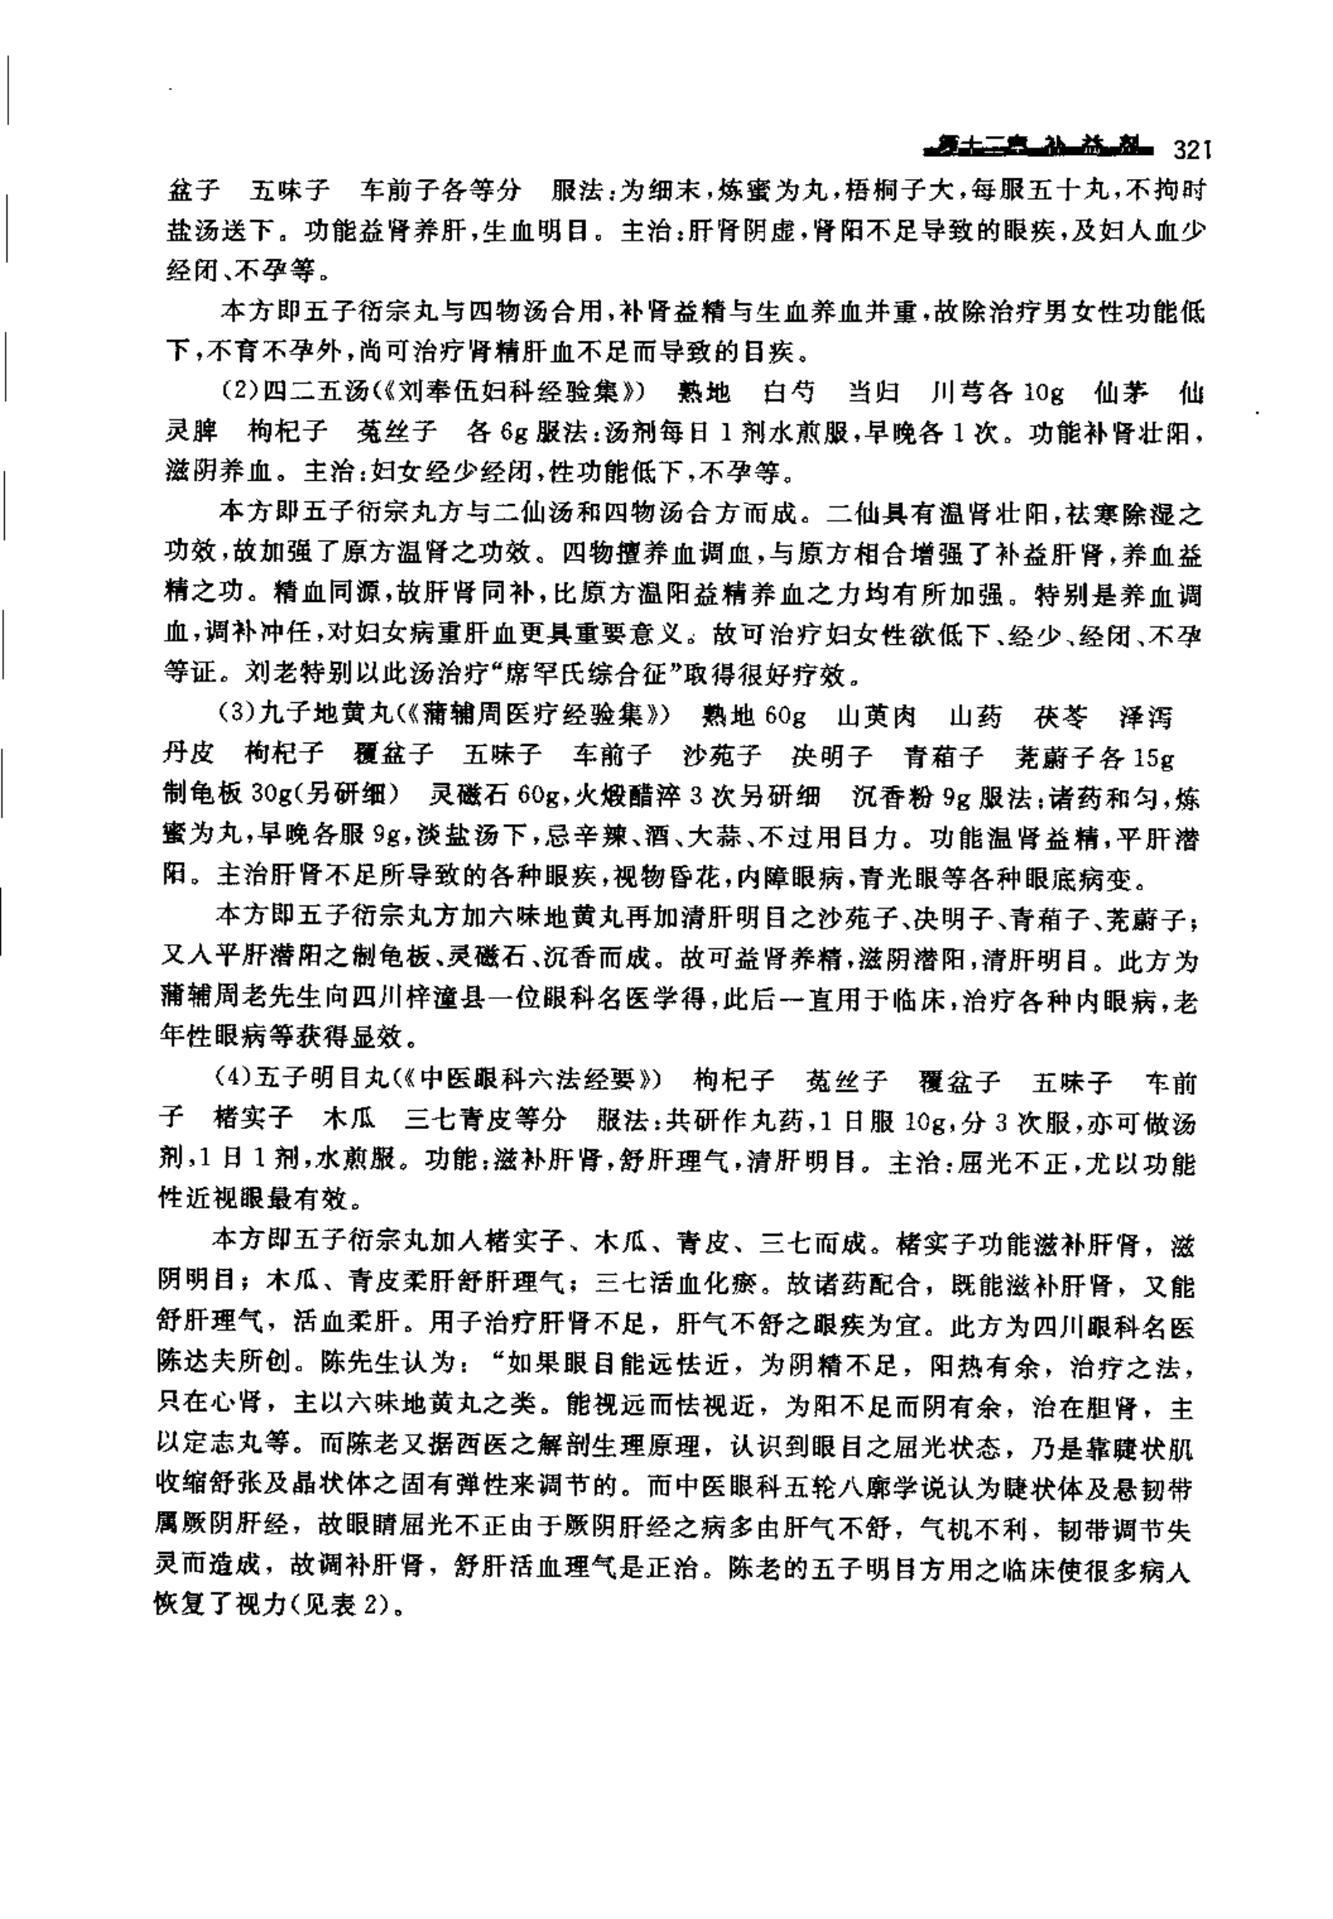 第十二章 补益剂 321
盆子 五味子 车前子各等分 服法:为细末,炼蜜为丸,梧桐子大,每服五十丸,不拘时
盐汤送下。功能益肾养肝,生血明目。主治:肝肾阴虚,肾阳不足导致的眼疾,及妇人血少
经闭、不孕等。
本方即五子衍宗丸与四物汤合用,补肾益精与生血养血并重,故除治疗男女性功能低
下,不育不孕外,尚可治疗肾精肝血不足而导致的目疾。
(2)四二五汤(《刘奉伍妇科经验集》) 熟地 白芍 当归 川芎各10g 仙茅 仙
灵脾 枸杞子 菟丝子 各6g服法:汤剂每日1剂水煎服,早晚各1次。功能补肾壮阳,
滋阴养血。主治:妇女经少经闭,性功能低下,不孕等。
本方即五子衍宗丸方与二仙汤和四物汤合方而成。二仙具有温肾壮阳,祛寒除湿之
功效,故加强了原方温肾之功效。四物擅养血调血,与原方相合增强了补益肝肾,养血益
精之功。精血同源,故肝肾同补,比原方温阳益精养血之力均有所加强。特别是养血调
血,调补冲任,对妇女病重肝血更具重要意义。故可治疗妇女性欲低下、经少、经闭、不孕
等证。刘老特别以此汤治疗“席罕氏综合征”取得很好疗效。
(3)九子地黄丸(《蒲辅周医疗经验集》) 熟地60g 山萸肉 山药 茯苓 泽泻
丹皮 枸杞子 覆盆子 五味子 车前子 沙苑子 决明子 青葙子 茺蔚子各15g
制龟板30g(另研细) 灵磁石60g,火煅醋淬3次另研细 沉香粉9g服法:诸药和匀,炼
蜜为丸,早晚各服9g,淡盐汤下,忌辛辣、酒、大蒜、不过用目力。功能温肾益精,平肝潜
阳。主治肝肾不足所导致的各种眼疾,视物昏花,内障眼病,青光眼等各种眼底病变。
本方即五子衍宗丸方加六味地黄丸再加清肝明目之沙苑子、决明子、青葙子、茺蔚子;
又入平肝潜阳之制龟板、灵磁石、沉香而成。故可益肾养精,滋阴潜阳,清肝明目。此方为
蒲辅周老先生向四川梓潼县一位眼科名医学得,此后一直用于临床,治疗各种内眼病,老
年性眼病等获得显效。
(4)五子明目丸(《中医眼科六法经要》) 枸杞子 菟丝子 覆盆子 五味子 车前
子 楮实子 木瓜 三七青皮等分 服法:共研作丸药,1日服10g,分3次服,亦可做汤
剂,1日1剂,水煎服。功能:滋补肝肾,舒肝理气,清肝明目。主治:屈光不正,尤以功能
性近视眼最有效。
本方即五子衍宗丸加入楮实子、木瓜、青皮、三七而成。楮实子功能滋补肝肾，滋
阴明目；木瓜、青皮柔肝舒肝理气；三七活血化瘀。故诸药配合，既能滋补肝肾，又能
舒肝理气，活血柔肝。用子治疗肝肾不足，肝气不舒之眼疾为宜。此方为四川眼科名医
陈达夫所创。陈先生认为：“如果眼目能远怯近，为阴精不足，阳热有余，治疗之法，
只在心肾，主以六味地黄丸之类。能视远而怯视近，为阳不足而阴有余，治在胆肾，主
以定志丸等。而陈老又据西医之解剖生理原理，认识到眼目之屈光状态，乃是靠睫状肌
收缩舒张及晶状体之固有弹性来调节的。而中医眼科五轮八廓学说认为睫状体及悬韧带
属厥阴肝经，故眼睛屈光不正由于厥阴肝经之病多由肝气不舒，气机不利，韧带调节失
灵而造成，故调补肝肾，舒肝活血理气是正治。陈老的五子明目方用之临床使很多病人
恢复了视力(见表2)。